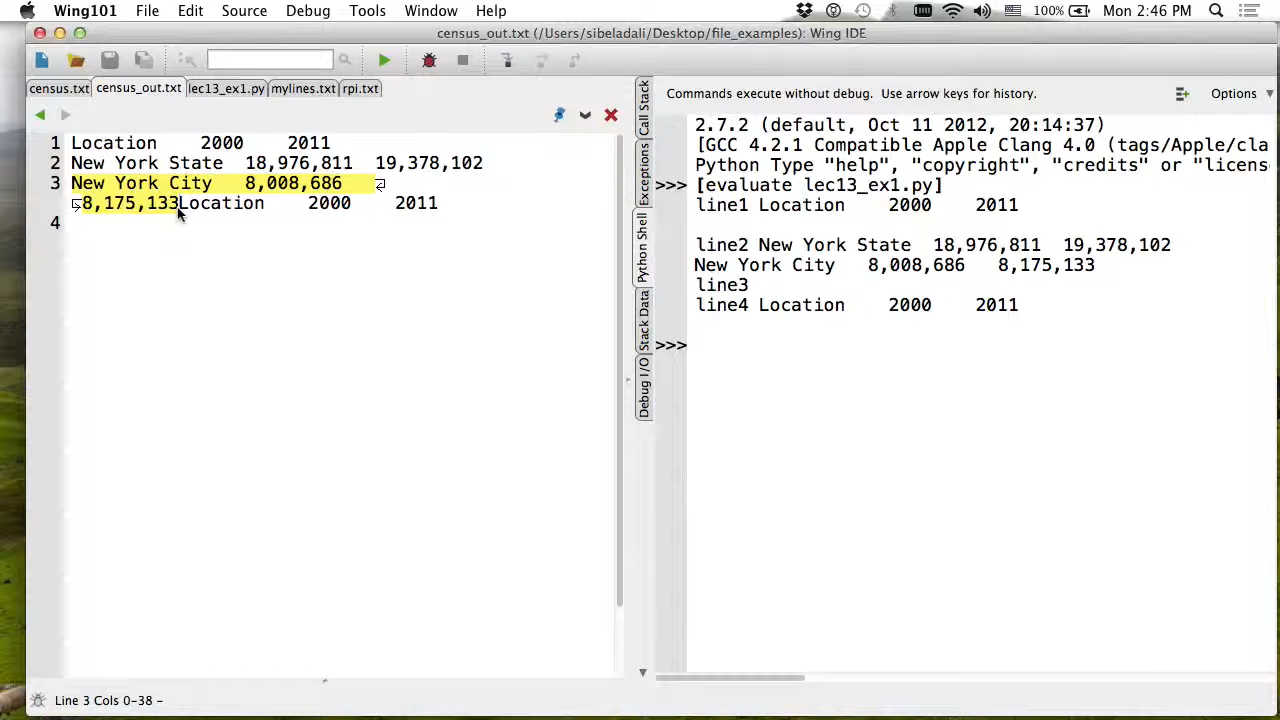 Wing101 File Edit Source Debug Tools Window Help 100% Mon 2:46 PM
census_out.txt (/Users/sibeladali/Desktop/file_examples): Wing IDE
census.txt census_out.txt lec13_ex1.py mylines.txt rpi.txt
1 Location 2000 2011
2 New York State 18,976,811 19,378,102
3 New York City 8,008,686
8,175,133Location 2000 2011
4
Line 3 Cols 0-38 –
Call Stack
Exceptions
Python Shell
Stack Data
Debug I/O
Commands execute without debug. Use arrow keys for history. Options
2.7.2 (default, Oct 11 2012, 20:14:37)
[GCC 4.2.1 Compatible Apple Clang 4.0 (tags/Apple/cla
Python Type "help", "copyright", "credits" or "licens
>>> [evaluate lec13_ex1.py]
line1 Location 2000 2011
line2 New York State 18,976,811 19,378,102
New York City 8,008,686 8,175,133
line3
line4 Location 2000 2011
>>>